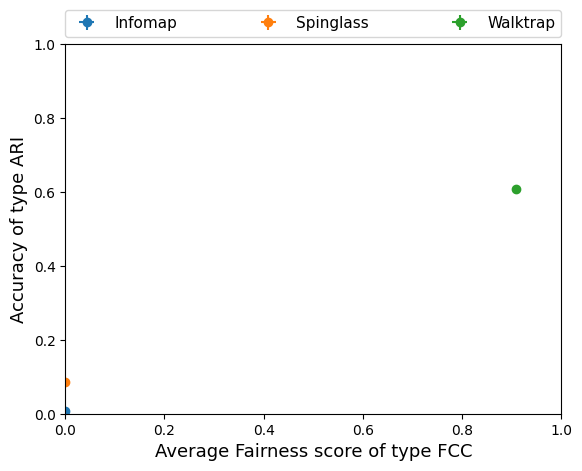 Infomap Spinglass Walktrap
1.0
0.8
0.6
0.4
0.2
0.0
Accuracy of type ARI
0.0 0.2 0.4 0.6 0.8 1.0
Average Fairness score of type FCC